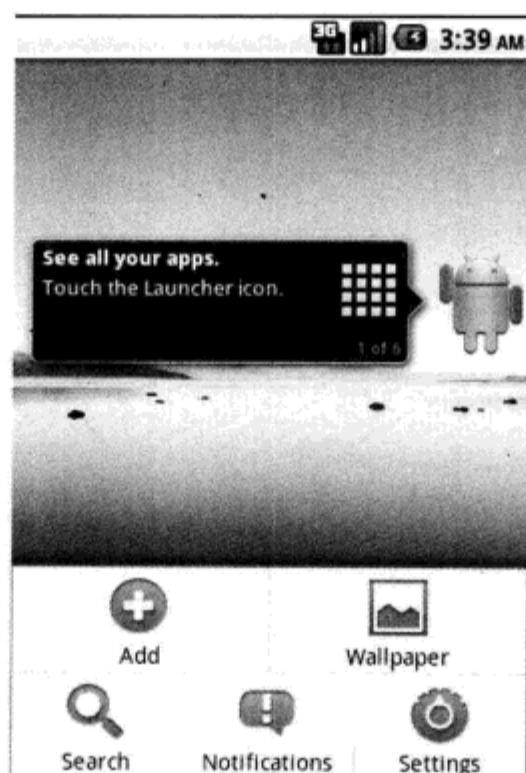 3G 3:39 AM
See all your apps.
Touch the Launcher icon.
1 of 6
Add Wallpaper
Search Notifications Settings